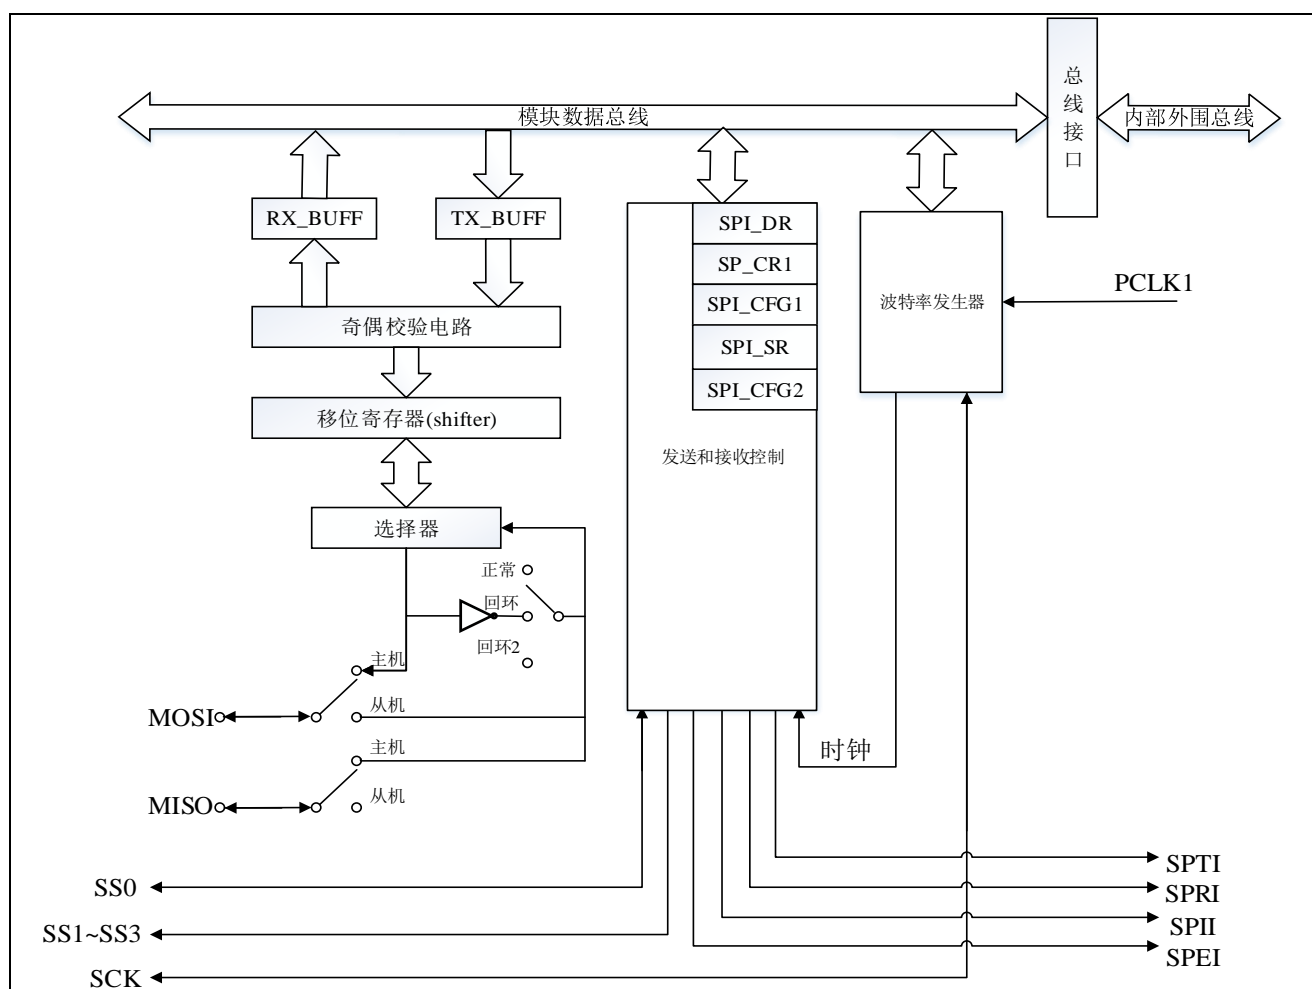 总线接口
模块数据总线
内部外围总线
RX_BUFF
TX_BUFF
SPI_DR
SP_CR1
SPI_CFG1
SPI_SR
SPI_CFG2
波特率发生器
PCLK1
奇偶校验电路
移位寄存器(shifter)
发送和接收控制
选择器
正常
回环
回环2
主机
MOSI
从机
主机
MISO
从机
时钟
SS0
SS1~SS3
SCK
SPTI
SPRI
SPII
SPEI